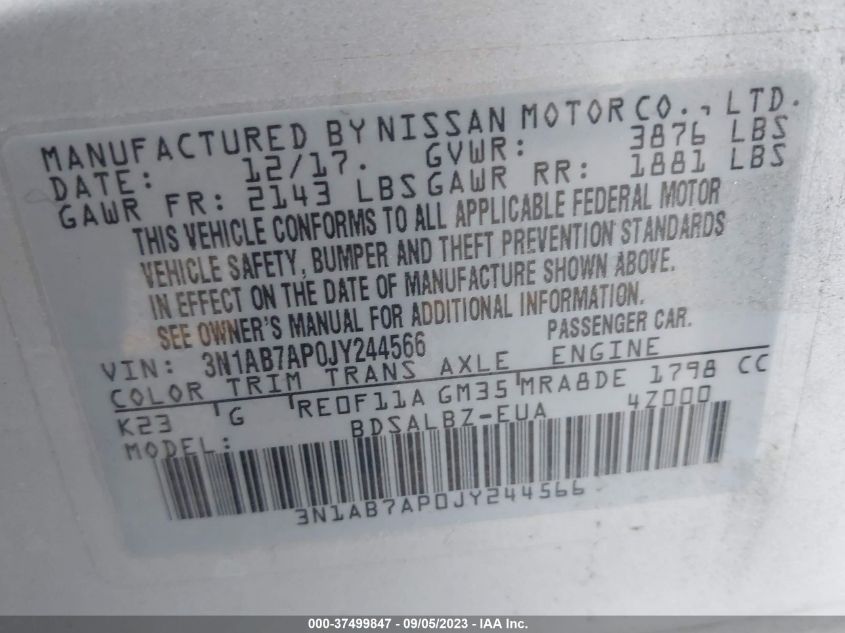 MANUFACTURED BY NISSAN MOTOR CO., LTD.
DATE: 12/17. GVWR: 3876 LBS
GAWR FR: 2143 LBS GAWR RR: 1881 LBS
THIS VEHICLE CONFORMS TO ALL APPLICABLE FEDERAL MOTOR
VEHICLE SAFETY, BUMPER AND THEFT PREVENTION STANDARDS
IN EFFECT ON THE DATE OF MANUFACTURE SHOWN ABOVE.
SEE OWNER'S MANUAL FOR ADDITIONAL INFORMATION.
VIN: 3N1AB7AP0JY244566 PASSENGER CAR.
COLOR TRIM TRANS AXLE ENGINE
K23 G RE0F11A GM35 MRA8DE 1798 CC
MODEL: BDSALBZ-EUA 4Z000
3N1AB7AP0JY244566
000-37499847 - 09/05/2023 - IAA Inc.